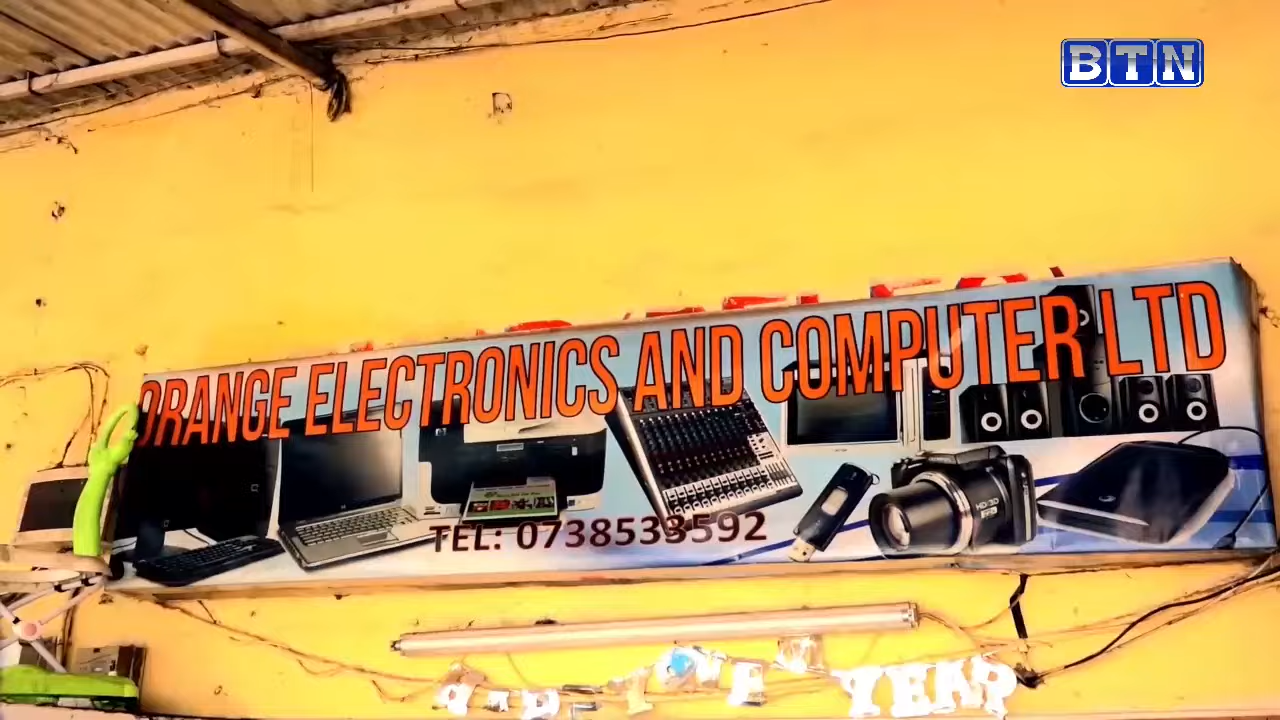 BTN
ORANGE ELECTRONICS AND COMPUTER LTD
TEL: 0738533592
YEAR